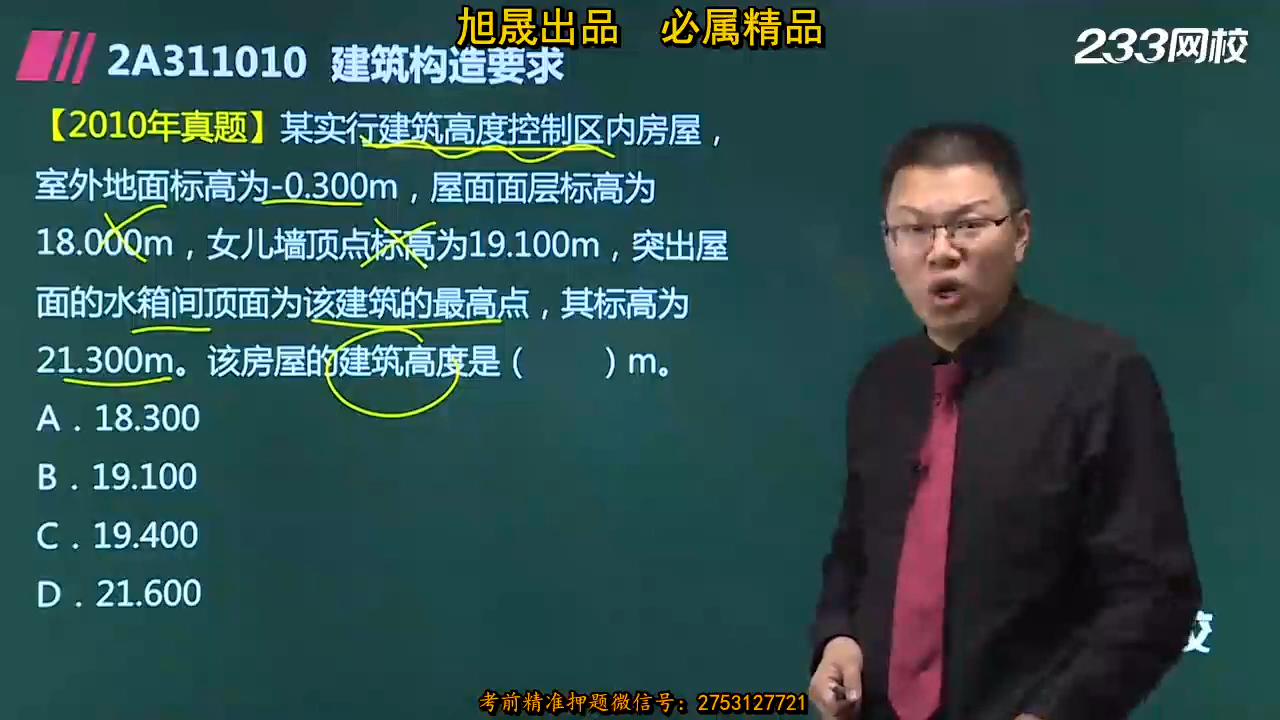 旭晟出品 必属精品
2A311010 建筑构造要求
233网校
【2010年真题】某实行建筑高度控制区内房屋，
室外地面标高为-0.300m，屋面面层标高为
18.000m，女儿墙顶点标高为19.100m，突出屋
面的水箱间顶面为该建筑的最高点，其标高为
21.300m。该房屋的建筑高度是（ ）m。
A．18.300
B．19.100
C．19.400
D．21.600
校
考前精准押题微信号：2753127721